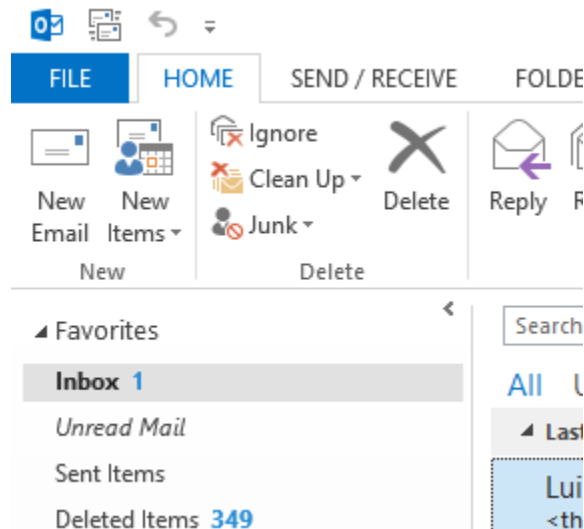 FILE HOME SEND / RECEIVE
New Email
New Items
Ignore
Clean Up
Junk
Delete
Reply
New
Delete
Favorites
Search
Inbox 1
All
Unread Mail
Sent Items
Deleted Items 349